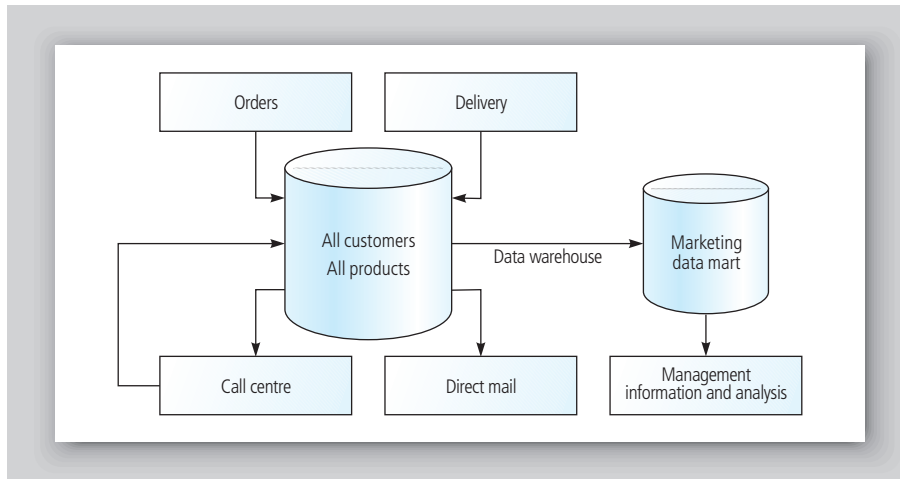 Orders
Delivery
All customers
All products
Data warehouse
Marketing
data mart
Call centre
Direct mail
Management
information and analysis